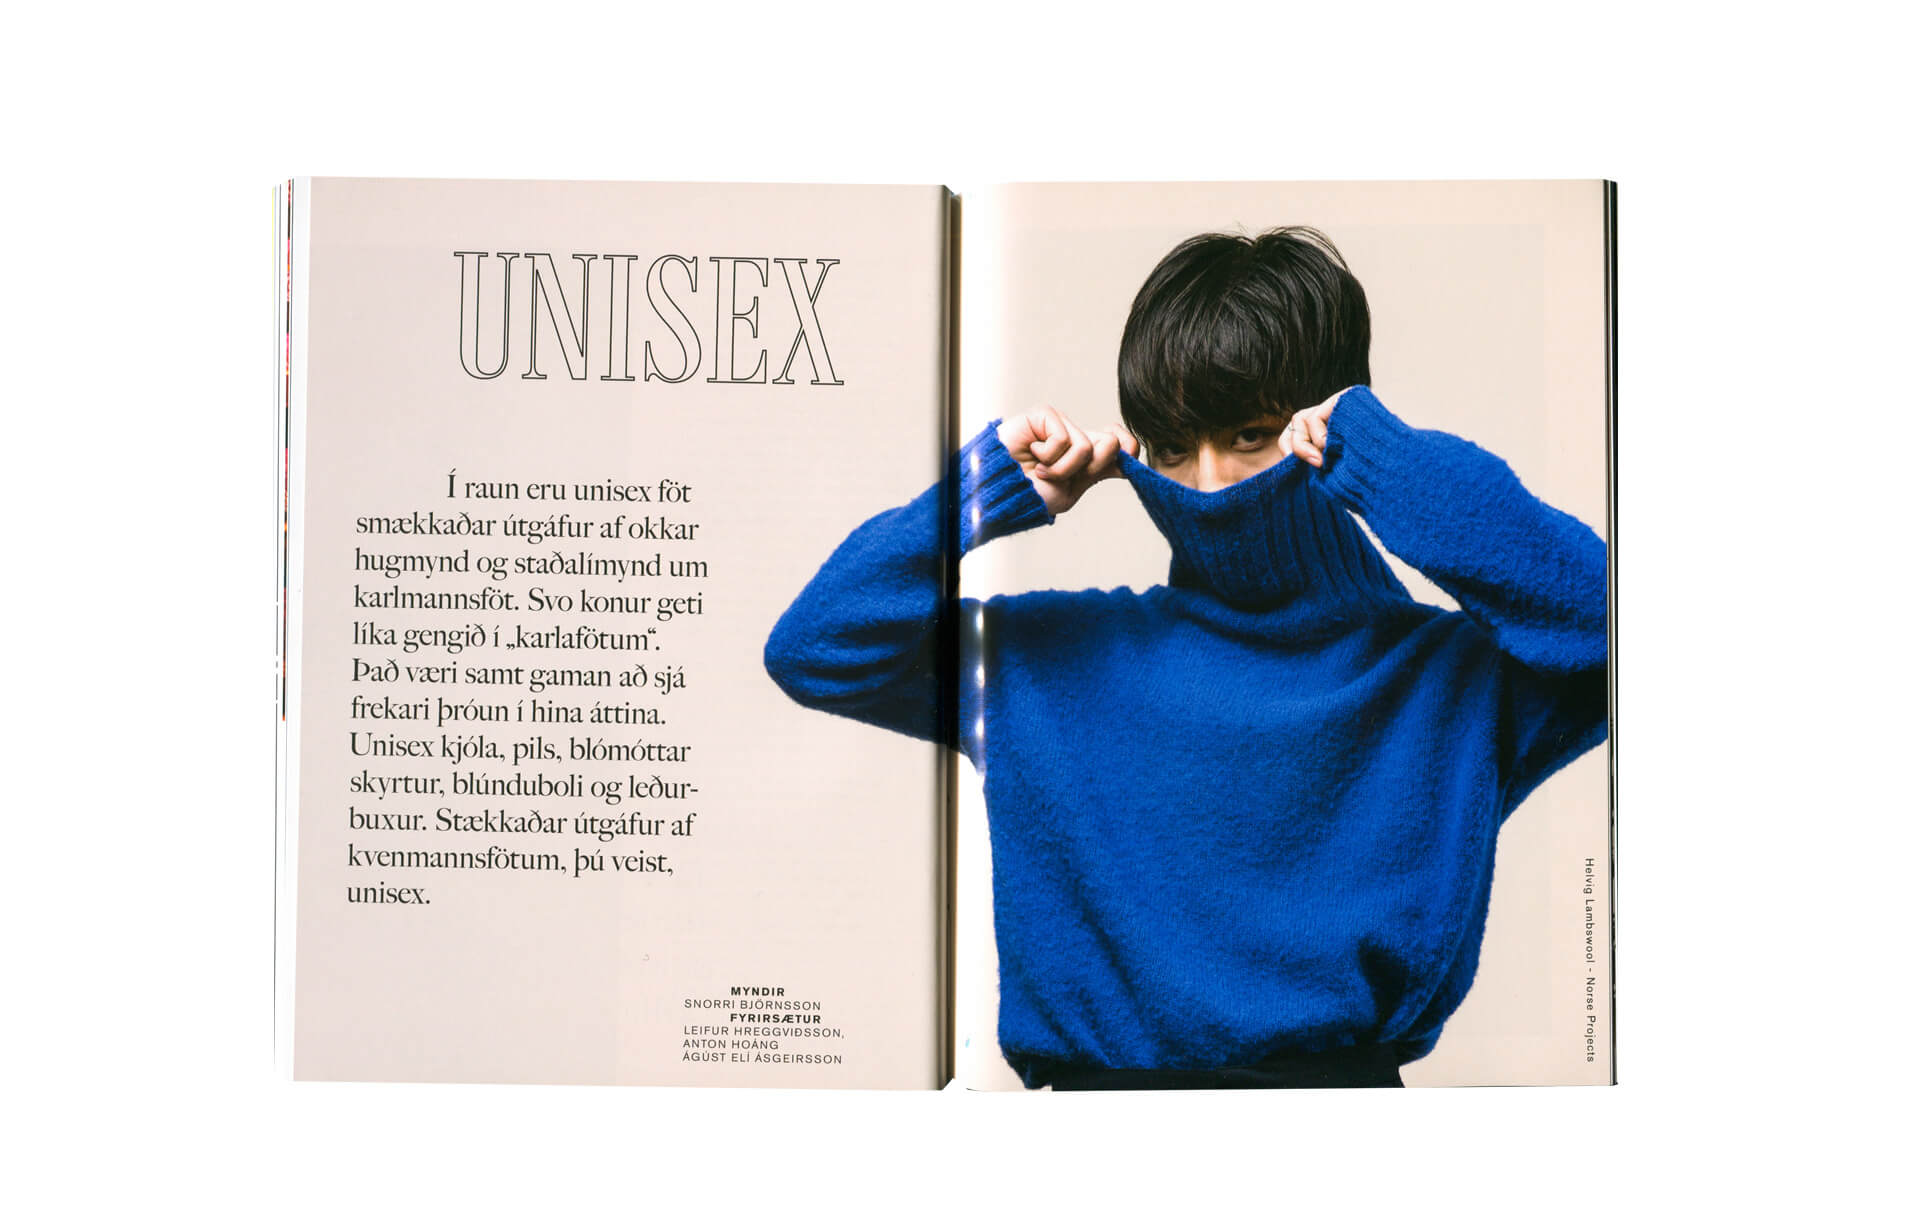 UNISEX
Í raun eru unisex föt
smækkaðar útgáfur af okkar
hugmynd og staðalímynd um
karlmannsföt. Svo konur geti
líka gengið í „karlafötum“.
Það væri samt gaman að sjá
frekari þróun í hina áttina.
Unisex kjóla, pils, blómóttar
skyrtur, blúnduboli og leður-
buxur. Stækkaðar útgáfur af
kvenmannsfötum, þú veist,
unisex.
MYNDIR
SNORRI BJÖRNSSON
FYRIRSÆTUR
LEIFUR HREGGVIÐSSON,
ANTON HOÁNG
ÁGÚST ELÍ ÁSGEIRSSON
Helvig Lambswool - Norse Projects